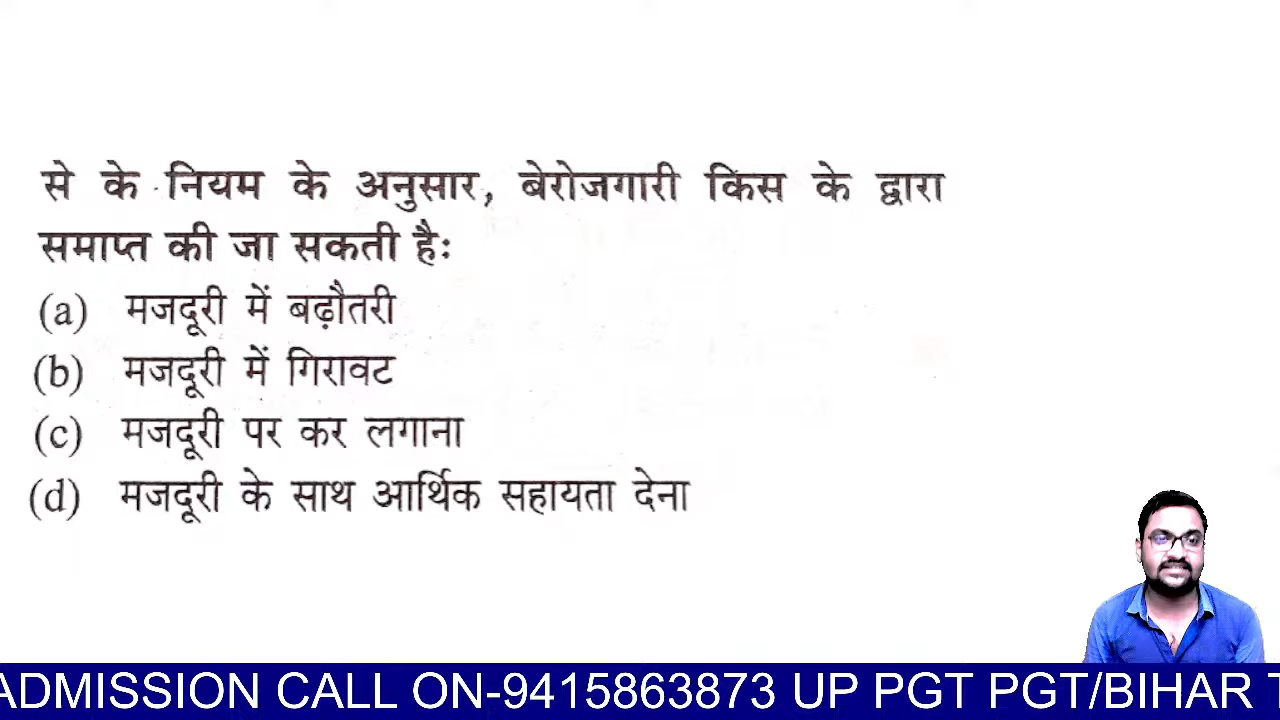 से के नियम के अनुसार, बेरोजगारी किस के द्वारा
समाप्त की जा सकती है:
(a) मजदूरी में बढ़ौतरी
(b) मजदूरी में गिरावट
(c) मजदूरी पर कर लगाना
(d) मजदूरी के साथ आर्थिक सहायता देना
ADMISSION CALL ON-9415863873 UP PGT PGT/BIHAR T